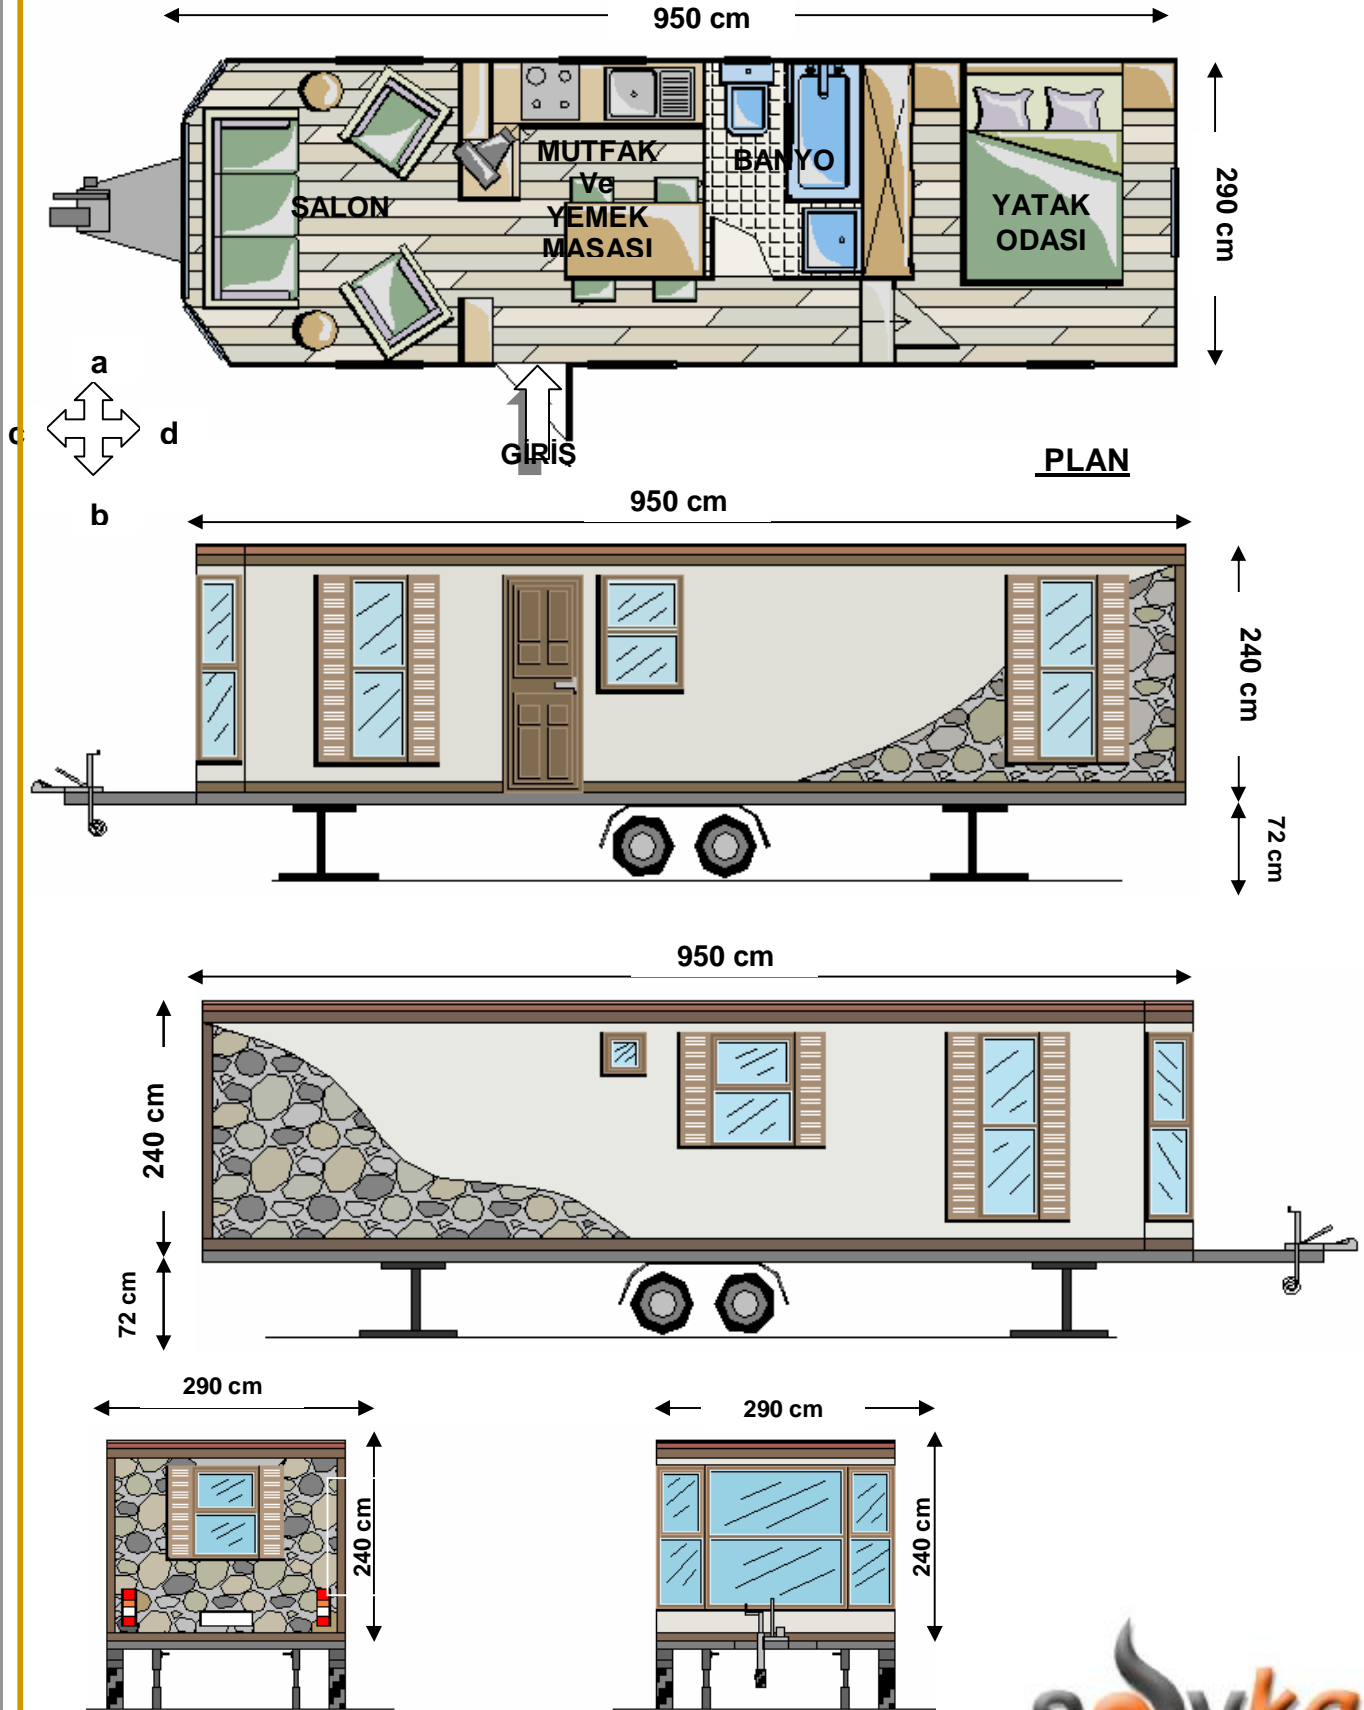 950 cm
MUTFAK
Ve
YEMEK
MASASI
BANYO
SALON
YATAK
ODASI
290 cm
a
c
d
b
GİRİŞ
PLAN
950 cm
240 cm
72 cm
950 cm
240 cm
72 cm
290 cm
240 cm
290 cm
240 cm